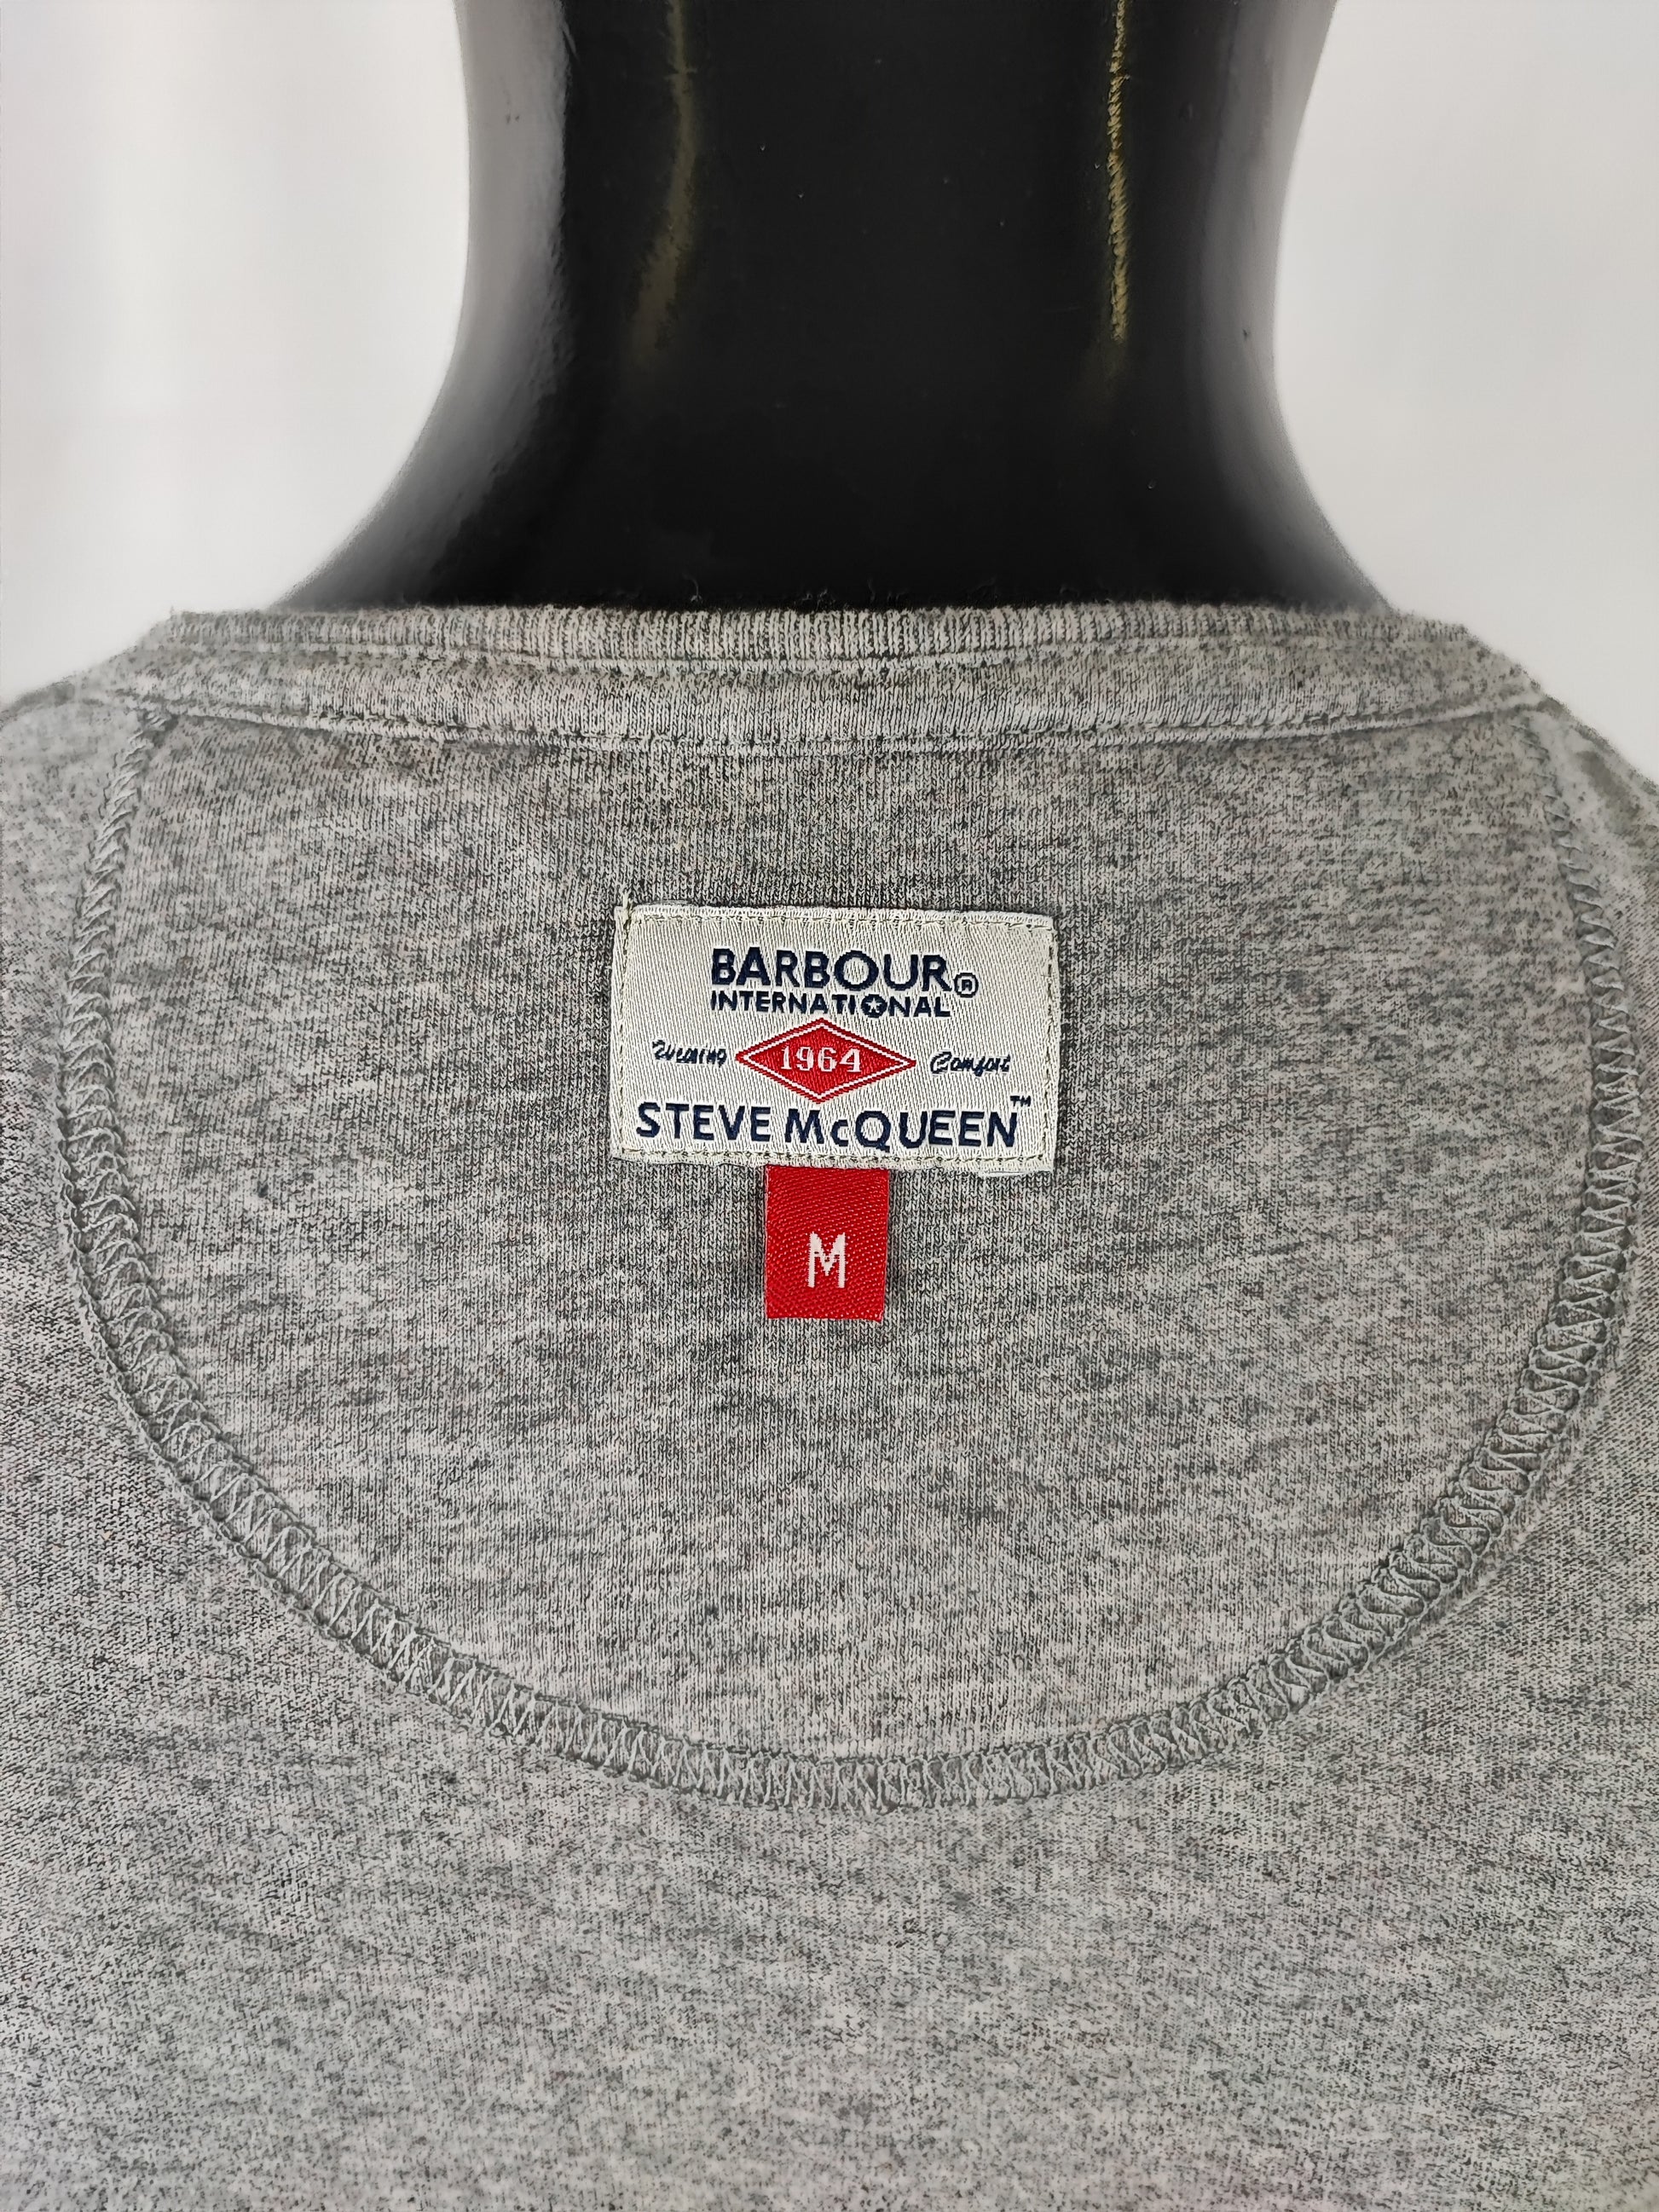 BARBOUR®
INTERNATIONAL
Wearing 1964 Comfort
STEVE McQUEEN™
M